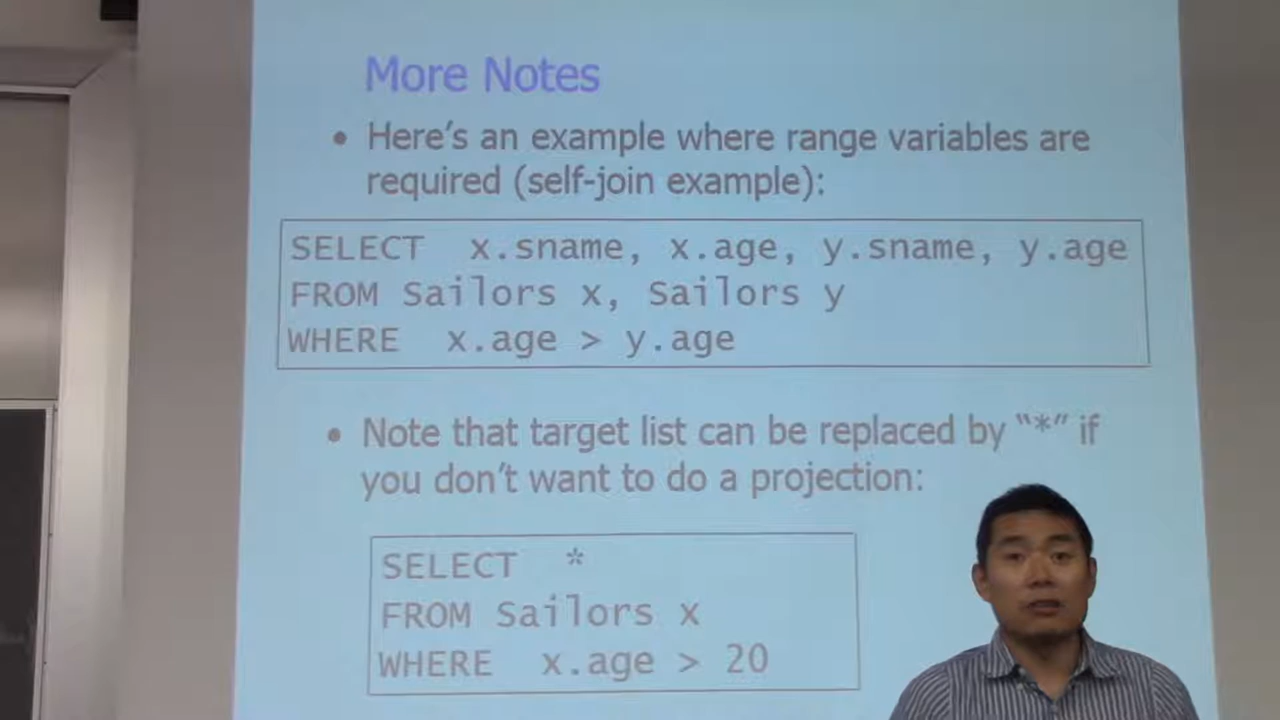 More Notes
• Here's an example where range variables are
required (self-join example):
SELECT x.sname, x.age, y.sname, y.age
FROM Sailors x, Sailors y
WHERE x.age > y.age
• Note that target list can be replaced by “*” if
you don't want to do a projection:
SELECT *
FROM Sailors x
WHERE x.age > 20